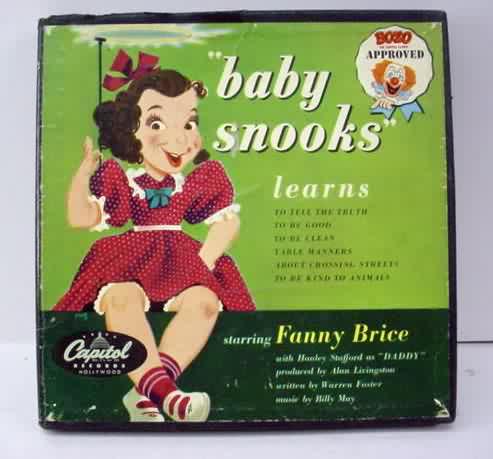 BOZO
APPROVED
"baby
snooks"
learns
TO TELL THE TRUTH
TO BE GOOD
TO BE CLEAN
TABLE MANNERS
ABOUT CROSSING STREETS
TO BE KIND TO ANIMALS
starring Fanny Brice
with Hanley Stafford as "DADDY"
produced by Alan Livingston
written by Warren Foster
music by Billy May
Capitol
RECORDS
HOLLYWOOD